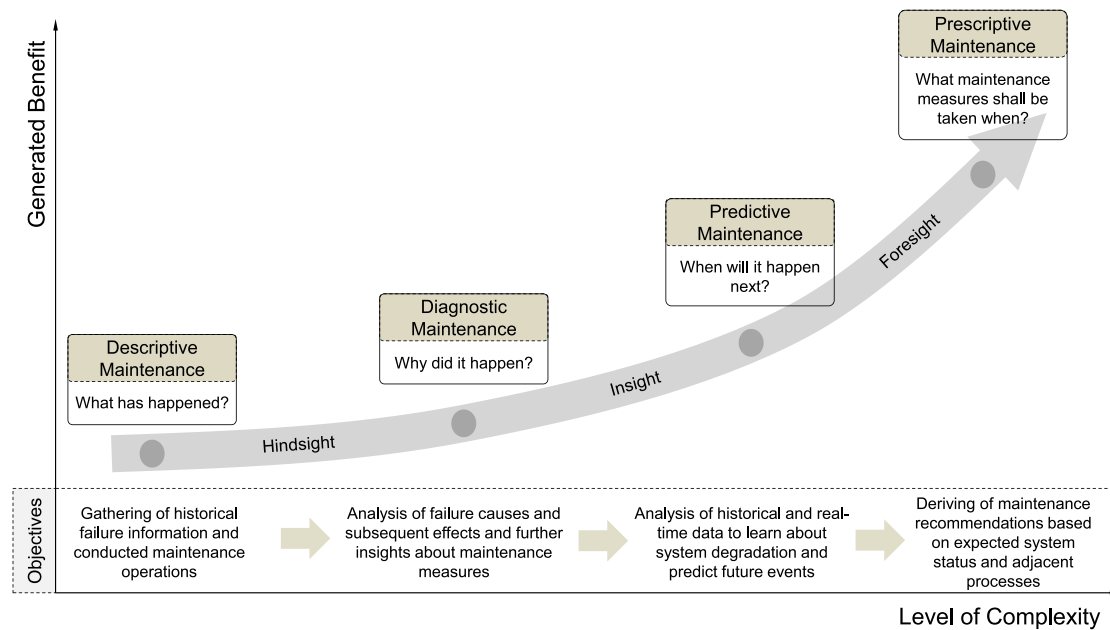 Generated Benefit
Prescriptive
Maintenance
What maintenance
measures shall be
taken when?
Predictive
Maintenance
When will it happen
next?
Foresight
Diagnostic
Maintenance
Why did it happen?
Insight
Descriptive
Maintenance
What has happened?
Hindsight
Objectives
Gathering of historical
failure information and
conducted maintenance
operations
Analysis of failure causes and
subsequent effects and further
insights about maintenance
measures
Analysis of historical and real-
time data to learn about
system degradation and
predict future events
Deriving of maintenance
recommendations based
on expected system
status and adjacent
processes
Level of Complexity